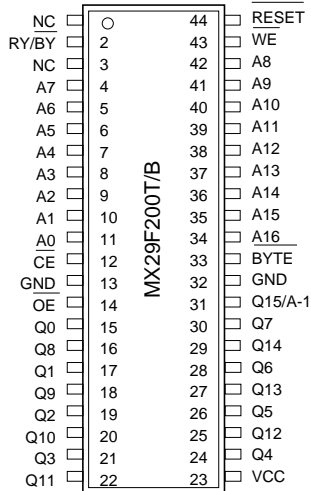 NC 1 44 RESET
RY/BY 2 43 WE
NC 3 42 A8
A7 4 41 A9
A6 5 40 A10
A5 6 39 A11
A4 7 38 A12
A3 8 37 A13
A2 9 36 A14
A1 10 35 A15
A0 11 34 A16
CE 12 33 BYTE
GND 13 32 GND
OE 14 31 Q15/A-1
Q0 15 30 Q7
Q8 16 29 Q14
Q1 17 28 Q6
Q9 18 27 Q13
Q2 19 26 Q5
Q10 20 25 Q12
Q3 21 24 Q4
Q11 22 23 VCC
MX29F200T/B